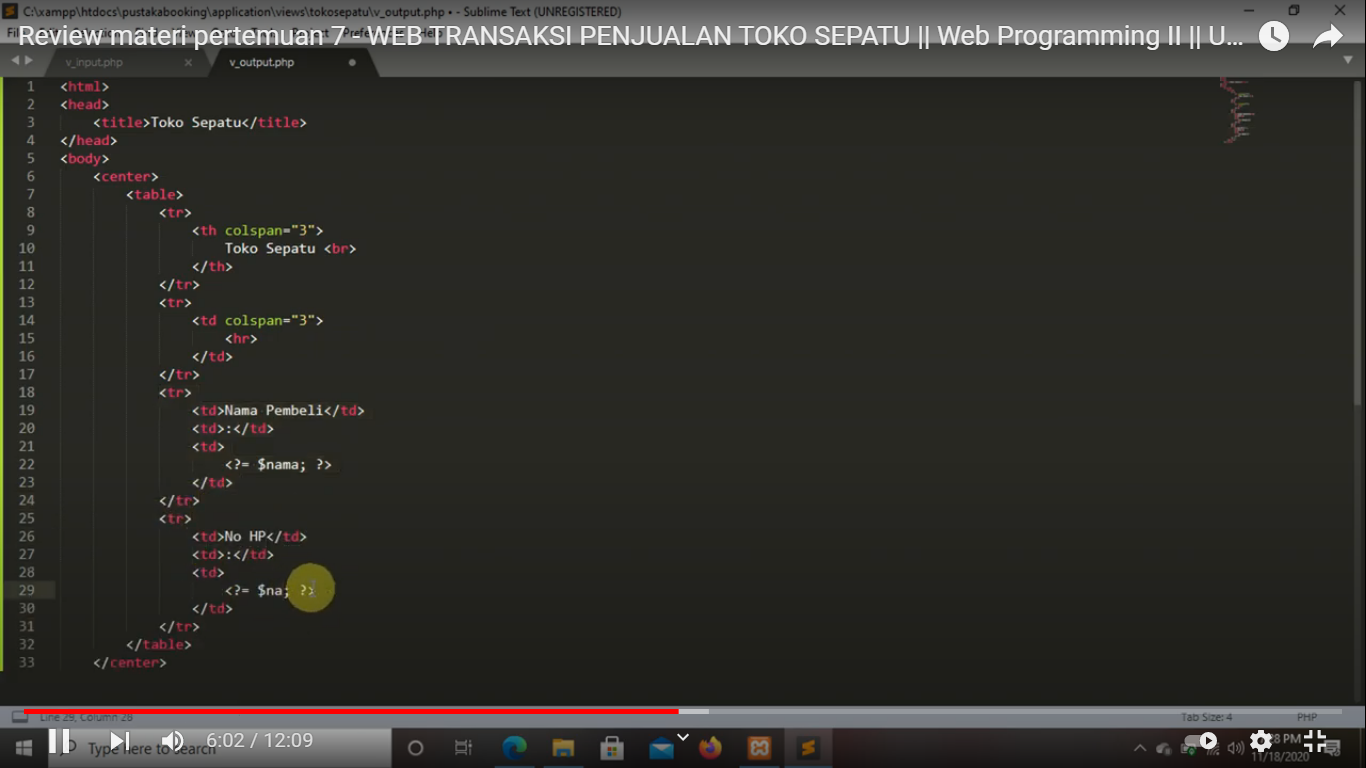 C:\xampp\htdocs\pustakabooking\application\views\tokosepatu\v_output.php • - Sublime Text (UNREGISTERED)
Review materi pertemuan 7 - WEB TRANSAKSI PENJUALAN TOKO SEPATU || Web Programming II || U...
v_input.php × v_output.php
1 <html>
2 <head>
3 <title>Toko Sepatu</title>
4 </head>
5 <body>
6 <center>
7 <table>
8 <tr>
9 <th colspan="3">
10 Toko Sepatu <br>
11 </th>
12 </tr>
13 <tr>
14 <td colspan="3">
15 <hr>
16 </td>
17 </tr>
18 <tr>
19 <td>Nama Pembeli</td>
20 <td>:</td>
21 <td>
22 <?= $nama; ?>
23 </td>
24 </tr>
25 <tr>
26 <td>No HP</td>
27 <td>:</td>
28 <td>
29 <?= $na; ?>
30 </td>
31 </tr>
32 </table>
33 </center>
Line 29, Column 28 Tab Size: 4 PHP
6:02 / 12:09
Type here to search
11/18/2020